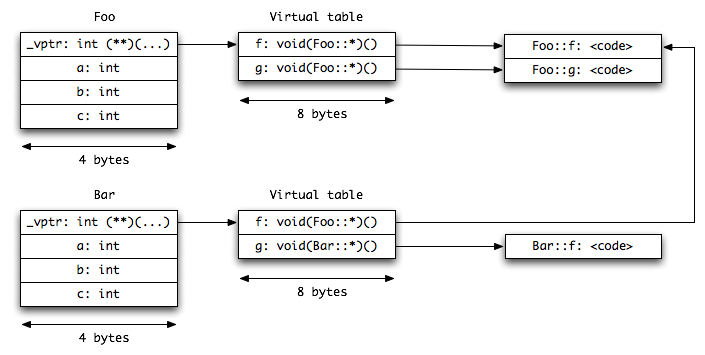 Foo
Virtual table
_vptr: int (**)(...)
f: void(Foo::*)()
Foo::f: <code>
a: int
g: void(Foo::*)()
Foo::g: <code>
b: int
c: int
8 bytes
4 bytes
Bar
Virtual table
_vptr: int (**)(...)
f: void(Foo::*)()
a: int
g: void(Bar::*)()
Bar::f: <code>
b: int
c: int
8 bytes
4 bytes